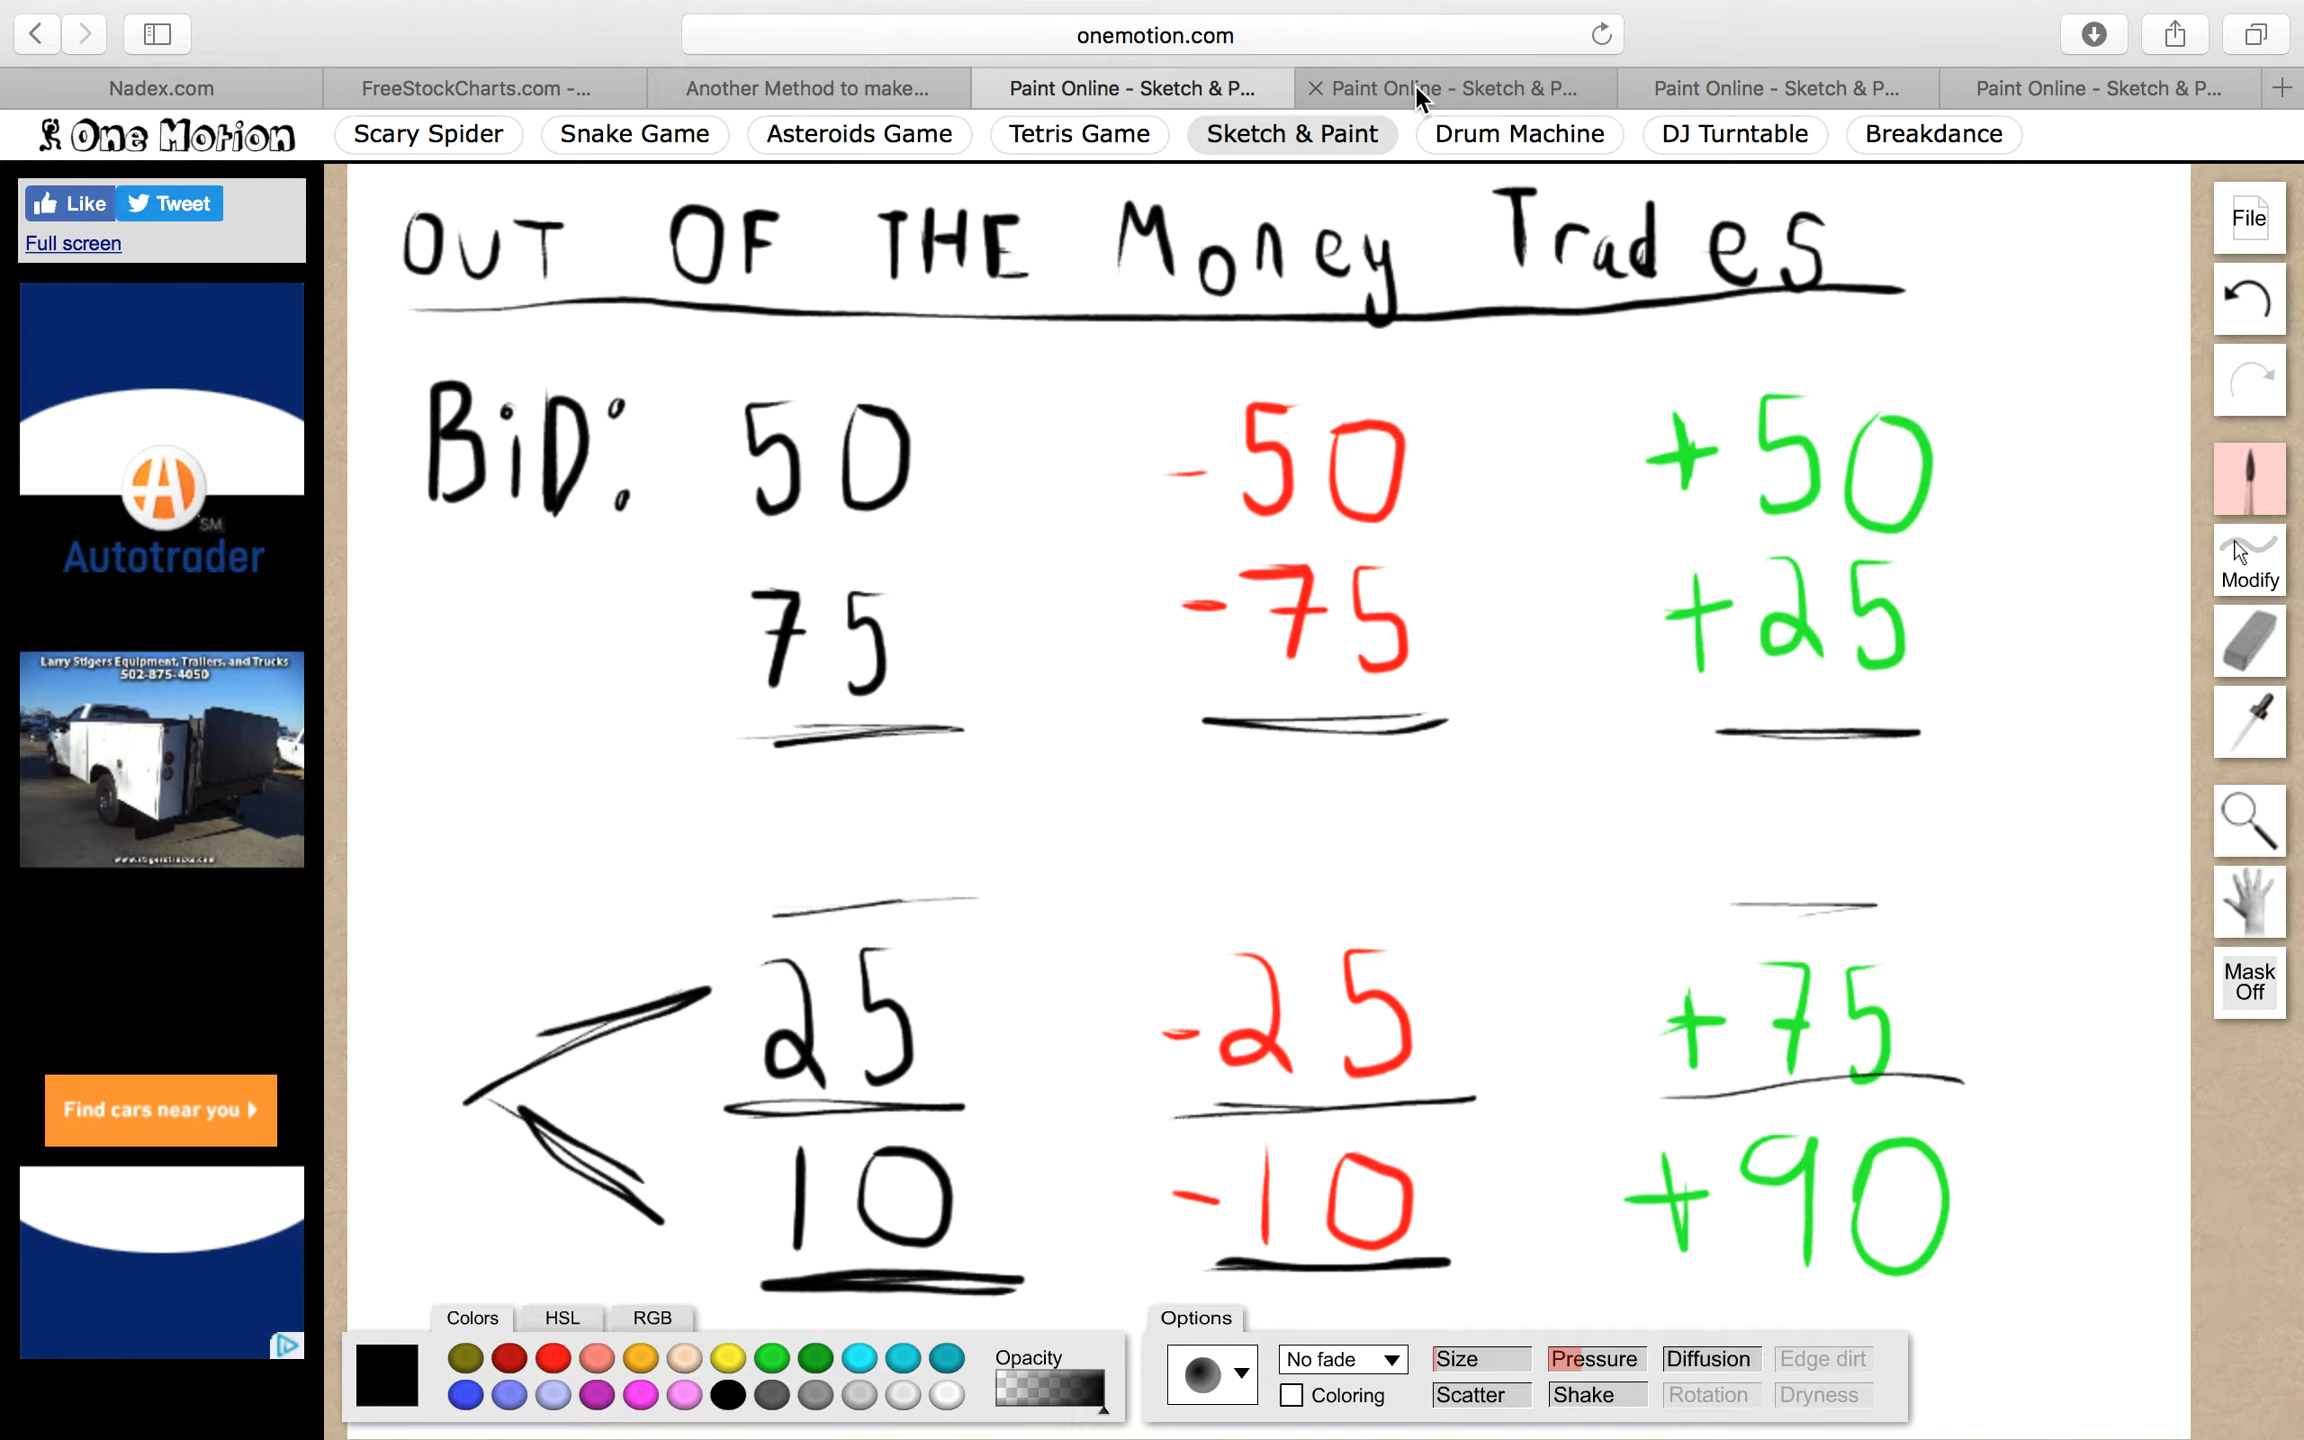 onemotion.com
Nadex.com
FreeStockCharts.com -...
Another Method to make...
Paint Online - Sketch & P...
Paint Online - Sketch & P...
Paint Online - Sketch & P...
Paint Online - Sketch & P...
One Motion
Scary Spider
Snake Game
Asteroids Game
Tetris Game
Sketch & Paint
Drum Machine
DJ Turntable
Breakdance
Like
Tweet
Full screen
A
SM
Autotrader
Larry Stigers Equipment, Trailers, and Trucks
502-875-4050
www.stigerstrucks.com
Find cars near you
OUT OF THE Money Trades
BiD: 50 -50 +50
75 -75 +25
25 -25 +75
10 -10 +90
File
Modify
Mask
Off
Colors
HSL
RGB
Opacity
Options
No fade
Coloring
Size
Pressure
Diffusion
Edge dirt
Scatter
Shake
Rotation
Dryness